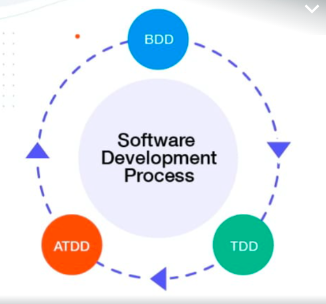 BDD
Software
Development
Process
ATDD
TDD